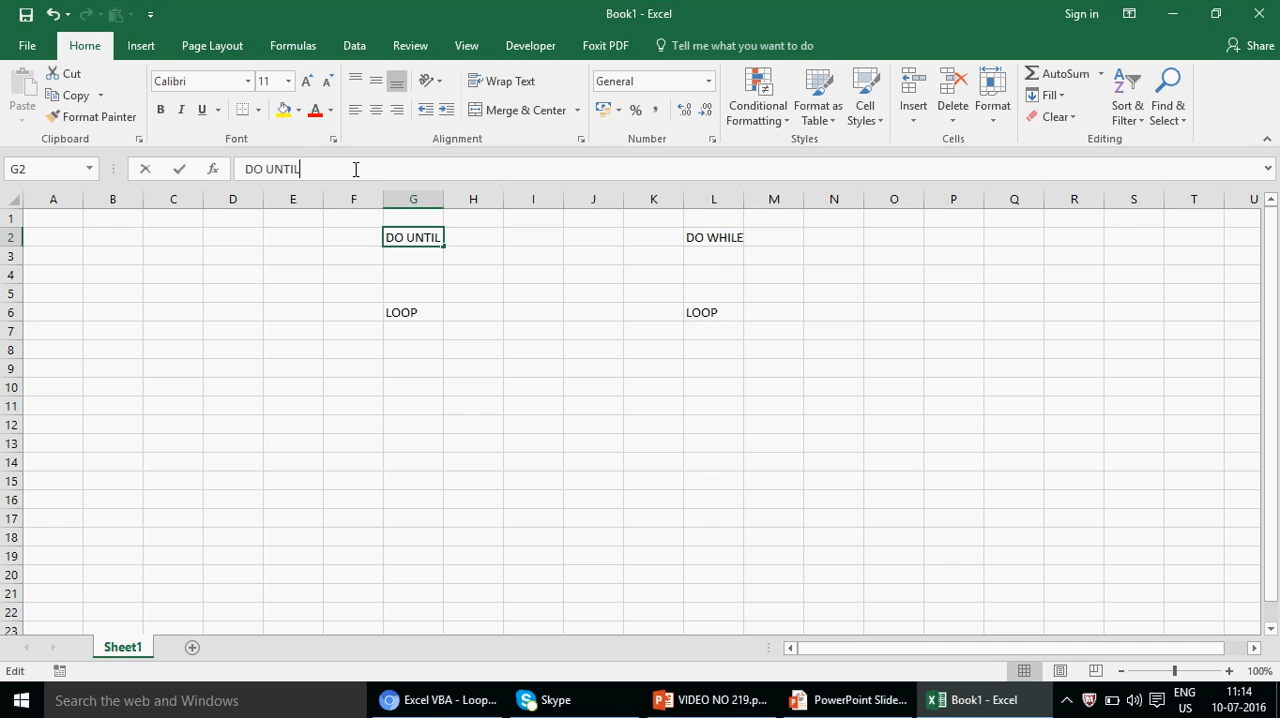 Book1 - Excel
Sign in
File Home Insert Page Layout Formulas Data Review View Developer Foxit PDF Tell me what you want to do Share
Paste
Cut
Copy
Format Painter
Clipboard
Calibri 11
B I U
Font
Wrap Text
Merge & Center
Alignment
General
%
Number
Conditional Formatting
Format as Table
Cell Styles
Styles
Insert Delete Format
Cells
AutoSum
Fill
Clear
Sort & Filter
Find & Select
Editing
G2 fx DO UNTIL
A B C D E F G H I J K L M N O P Q R S T U
1
2 DO UNTIL DO WHILE
3
4
5
6 LOOP LOOP
7
8
9
10
11
12
13
14
15
16
17
18
19
20
21
22
23
Sheet1
Edit 100%
Search the web and Windows Excel VBA - Loop... Skype VIDEO NO 219.p... PowerPoint Slide... Book1 - Excel
ENG
US
11:14
10-07-2016